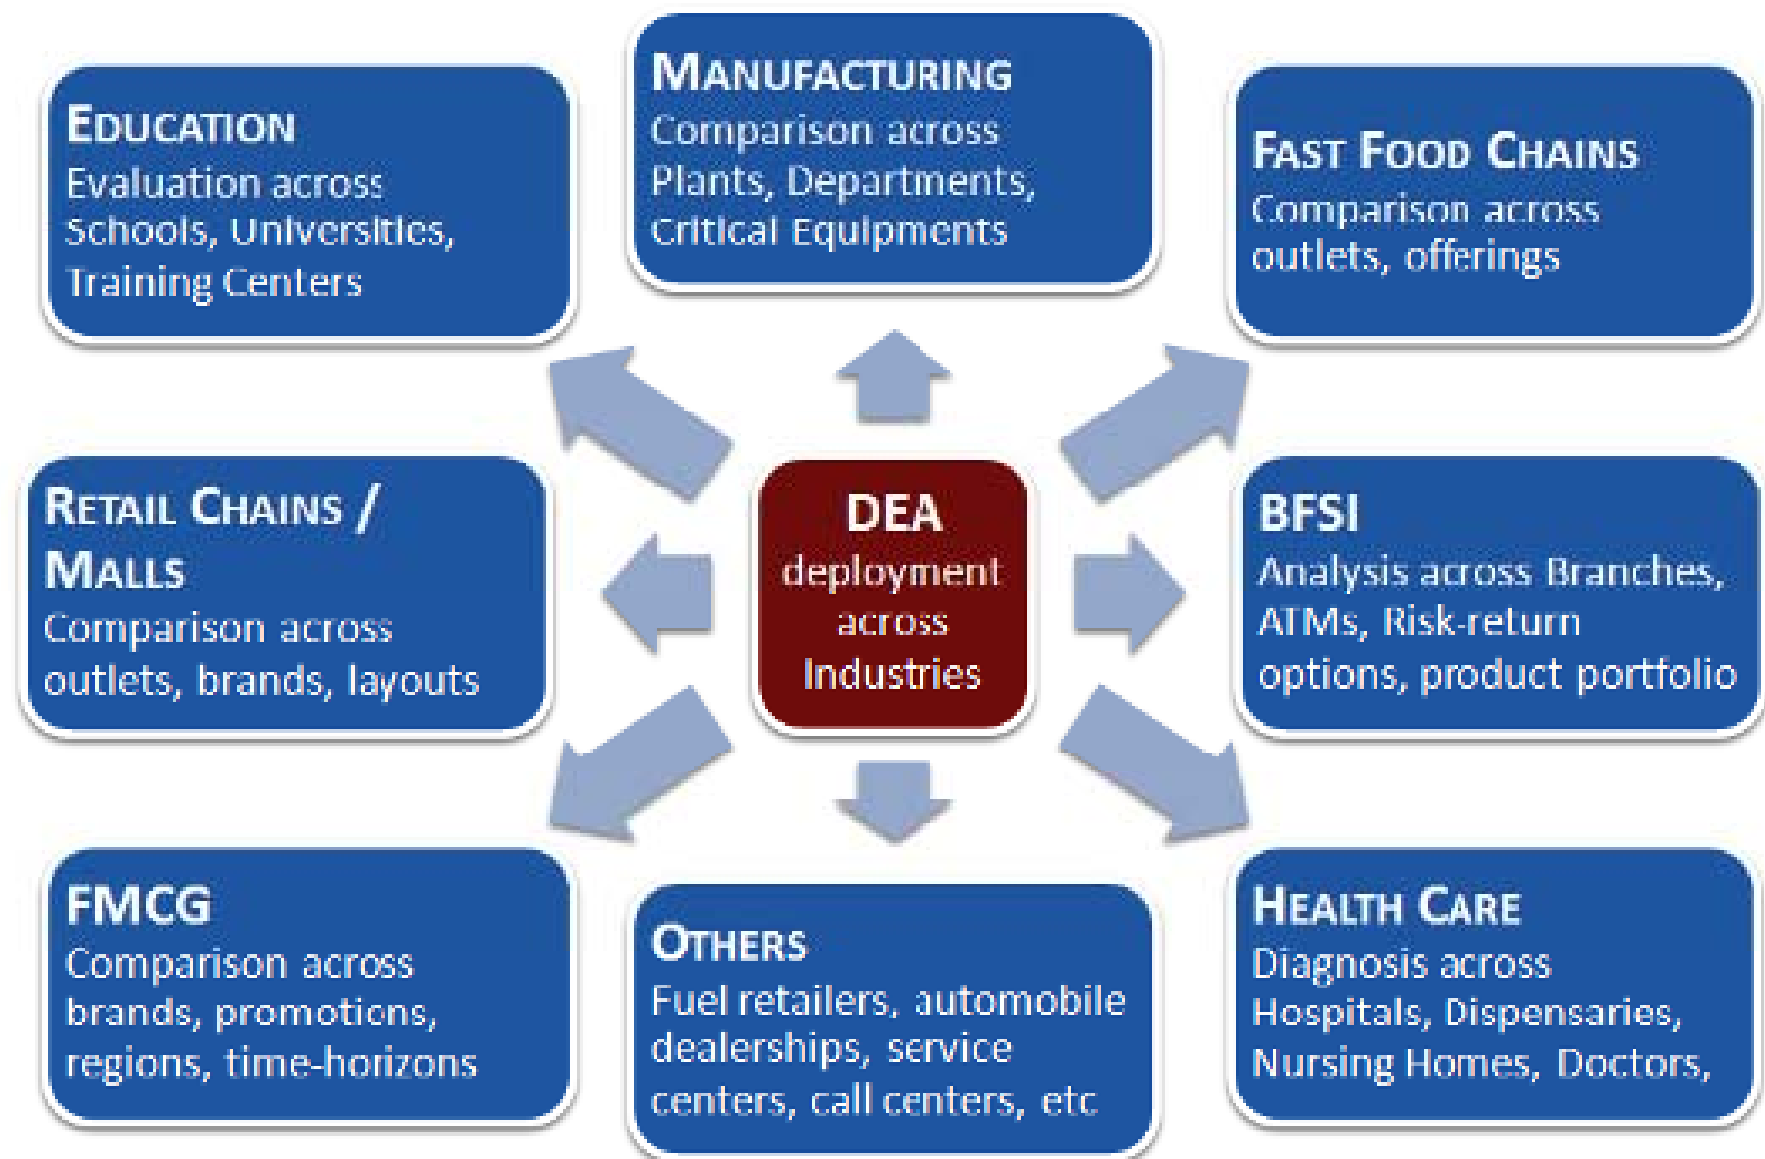 EDUCATION
Evaluation across
Schools, Universities,
Training Centers
MANUFACTURING
Comparison across
Plants, Departments,
Critical Equipments
FAST FOOD CHAINS
Comparison across
outlets, offerings
RETAIL CHAINS /
MALLS
Comparison across
outlets, brands, layouts
DEA
deployment
across
Industries
BFSI
Analysis across Branches,
ATMs, Risk-return
options, product portfolio
FMCG
Comparison across
brands, promotions,
regions, time-horizons
OTHERS
Fuel retailers, automobile
dealerships, service
centers, call centers, etc
HEALTH CARE
Diagnosis across
Hospitals, Dispensaries,
Nursing Homes, Doctors,